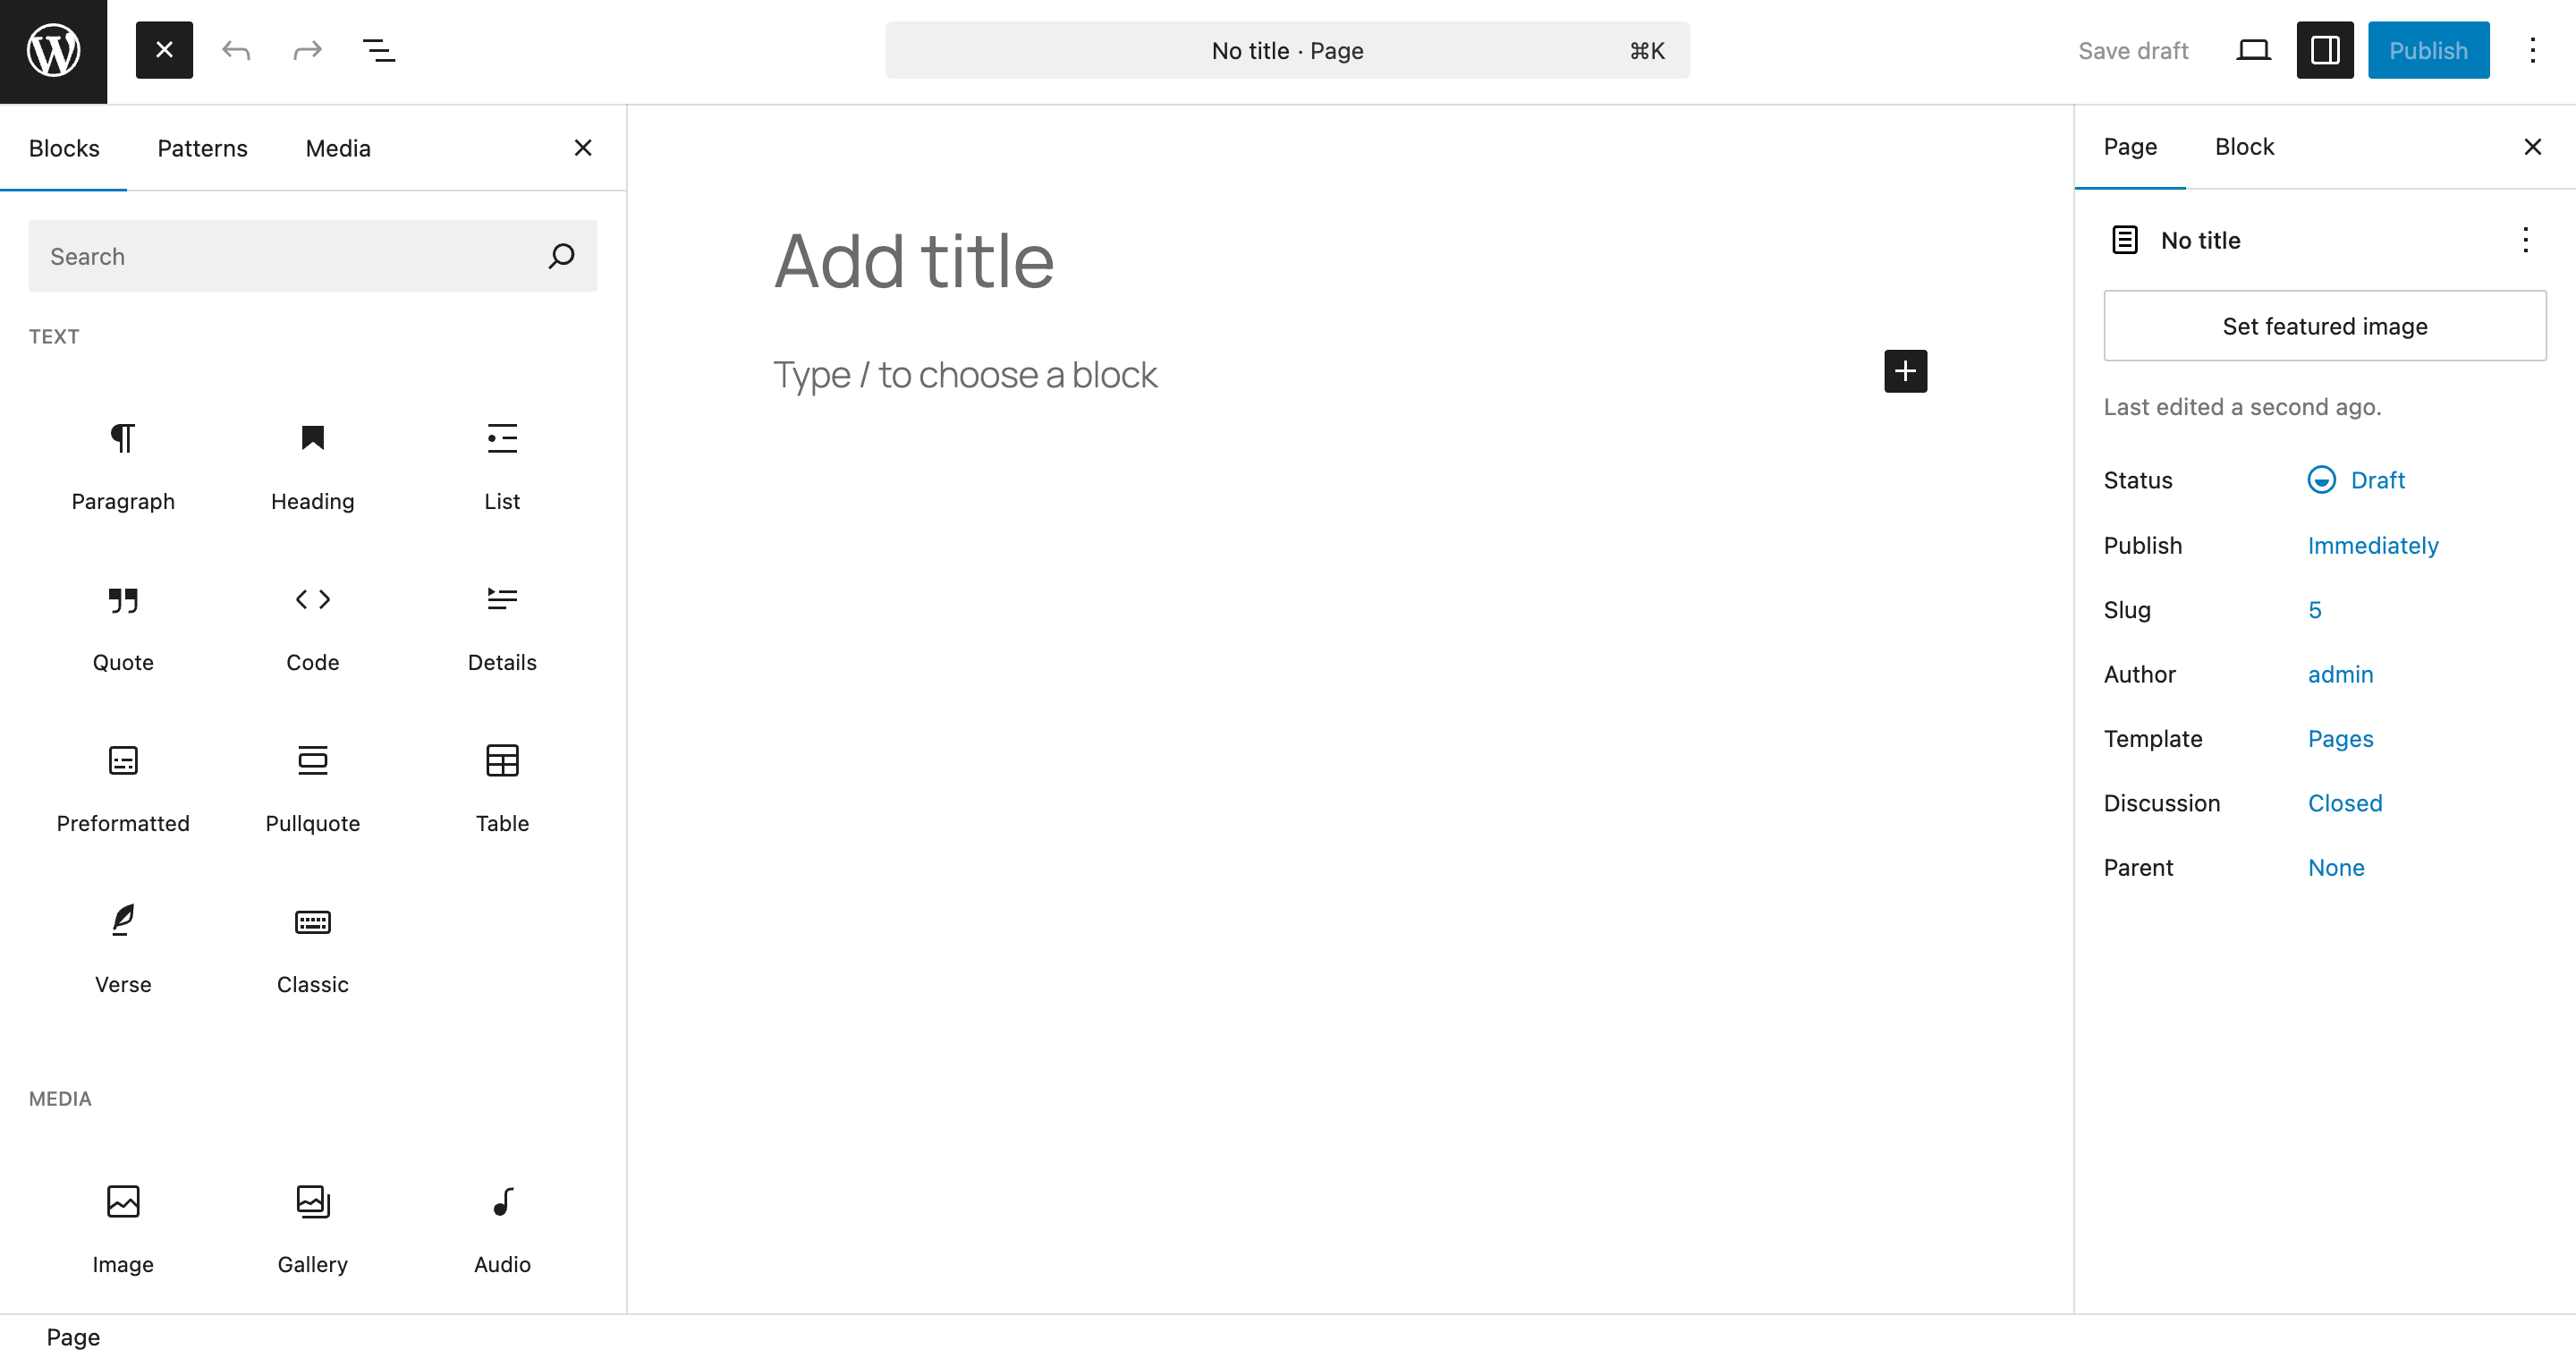 No title · Page ⌘K
Save draft
Publish
Blocks Patterns Media
Search
TEXT
Paragraph Heading List
Quote Code Details
Preformatted Pullquote Table
Verse Classic
MEDIA
Image Gallery Audio
Add title
Type / to choose a block
Page Block
No title
Set featured image
Last edited a second ago.
Status Draft
Publish Immediately
Slug 5
Author admin
Template Pages
Discussion Closed
Parent None
Page